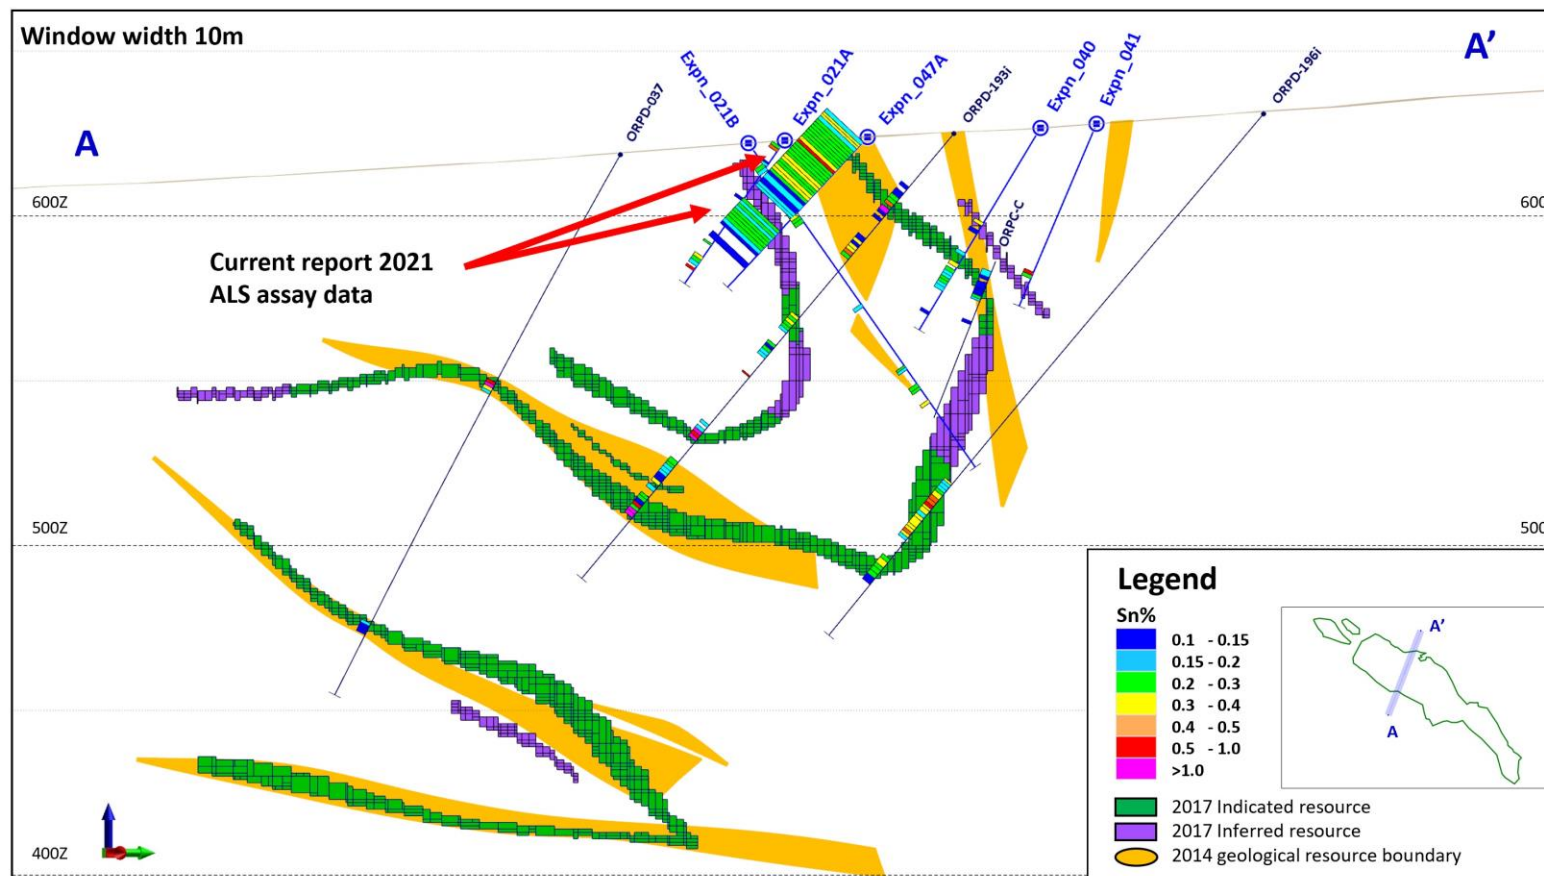 Window width 10m
A
A'
ORPD-037
Expn_021B
Expn_021A
Expn_047A
ORPD-193i
Expn_040
Expn_041
ORPD-196i
600Z
600
ORPC-C
Current report 2021
ALS assay data
500Z
500
400Z
Legend
Sn%
0.1 - 0.15
0.15 - 0.2
0.2 - 0.3
0.3 - 0.4
0.4 - 0.5
0.5 - 1.0
>1.0
A'
A
2017 Indicated resource
2017 Inferred resource
2014 geological resource boundary